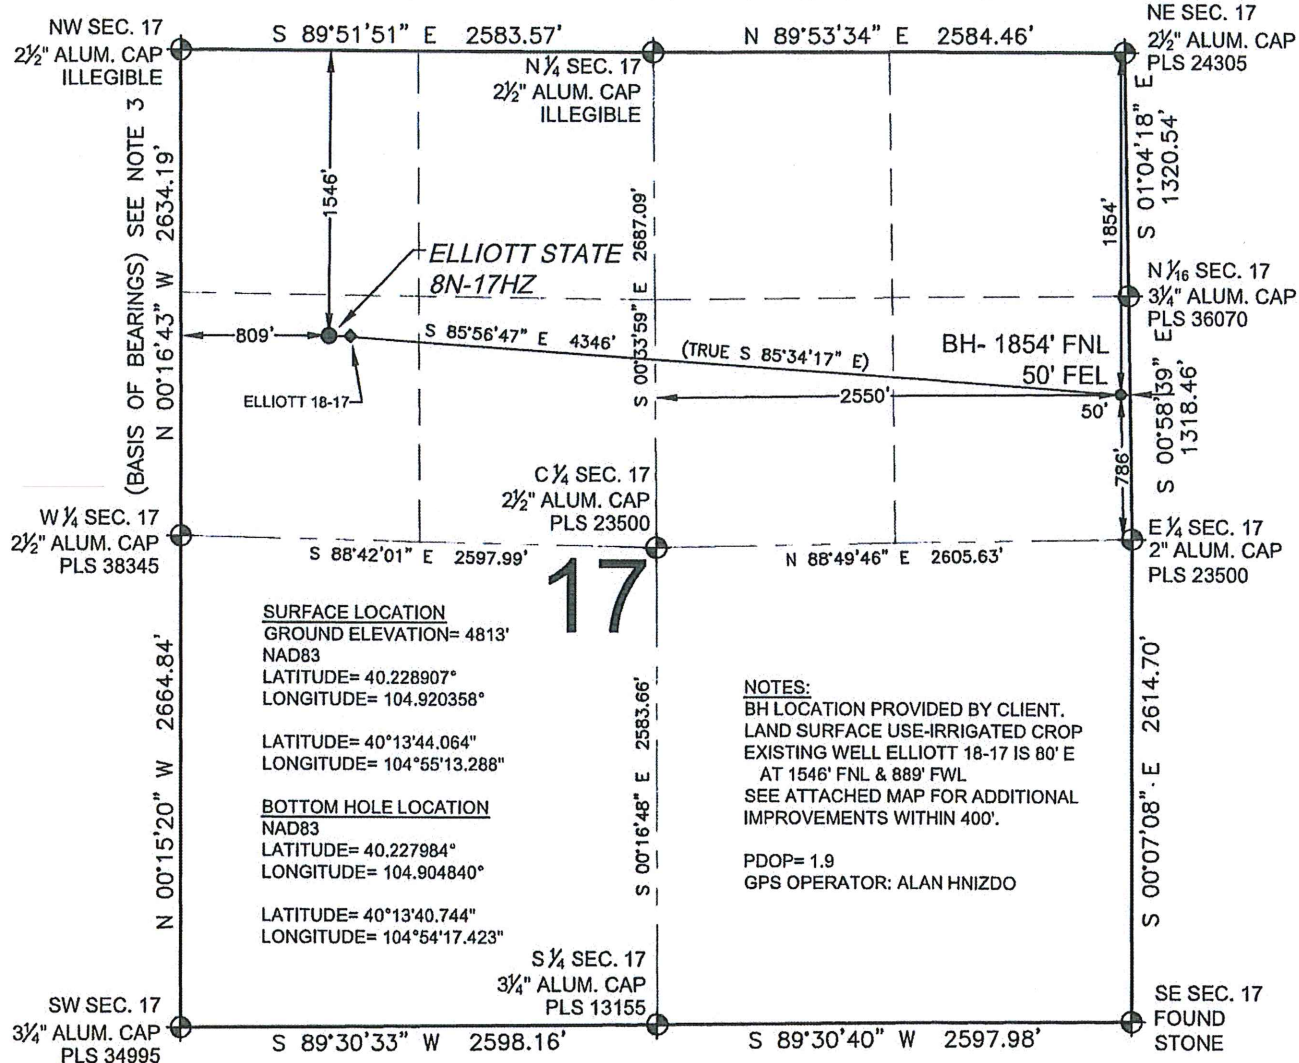 NW SEC. 17
2½" ALUM. CAP
ILLEGIBLE
S 89°51'51" E 2583.57'
N ¼ SEC. 17
2½" ALUM. CAP
ILLEGIBLE
N 89°53'34" E 2584.46'
NE SEC. 17
2½" ALUM. CAP
PLS 24305
(BASIS OF BEARINGS) SEE NOTE 3
N 00°16'43" W 2634.19'
1546'
S 00°33'59" E 2687.09'
1854'
S 01°04'18" E
1320.54'
ELLIOTT STATE
8N-17HZ
N 1⁄16 SEC. 17
3¼" ALUM. CAP
PLS 36070
809'
S 85°56'47" E 4346'
(TRUE S 85°34'17" E)
BH- 1854' FNL
50' FEL
ELLIOTT 18-17
2550'
50'
S 00°58'39" E
1318.46'
786'
W ¼ SEC. 17
2½" ALUM. CAP
PLS 38345
C ¼ SEC. 17
2½" ALUM. CAP
PLS 23500
E ¼ SEC. 17
2" ALUM. CAP
PLS 23500
S 88°42'01" E 2597.99'
N 88°49'46" E 2605.63'
17
N 00°15'20" W 2664.84'
SURFACE LOCATION
GROUND ELEVATION= 4813'
NAD83
LATITUDE= 40.228907°
LONGITUDE= 104.920358°
LATITUDE= 40°13'44.064"
LONGITUDE= 104°55'13.288"
BOTTOM HOLE LOCATION
NAD83
LATITUDE= 40.227984°
LONGITUDE= 104.904840°
LATITUDE= 40°13'40.744"
LONGITUDE= 104°54'17.423"
S 00°16'48" E 2583.66'
NOTES:
BH LOCATION PROVIDED BY CLIENT.
LAND SURFACE USE-IRRIGATED CROP
EXISTING WELL ELLIOTT 18-17 IS 80' E
AT 1546' FNL & 889' FWL
SEE ATTACHED MAP FOR ADDITIONAL
IMPROVEMENTS WITHIN 400'.
PDOP= 1.9
GPS OPERATOR: ALAN HNIZDO
S 00°07'08" E 2614.70'
SW SEC. 17
3¼" ALUM. CAP
PLS 34995
S 89°30'33" W 2598.16'
S ¼ SEC. 17
3¼" ALUM. CAP
PLS 13155
S 89°30'40" W 2597.98'
SE SEC. 17
FOUND
STONE